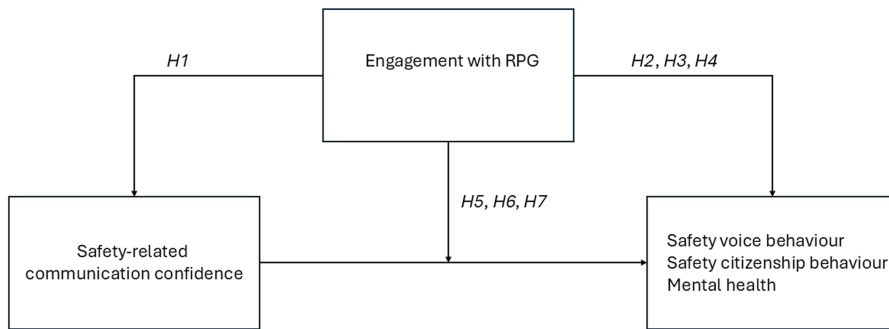 Engagement with RPG
H1
H2, H3, H4
H5, H6, H7
Safety-related
communication confidence
Safety voice behaviour
Safety citizenship behaviour
Mental health